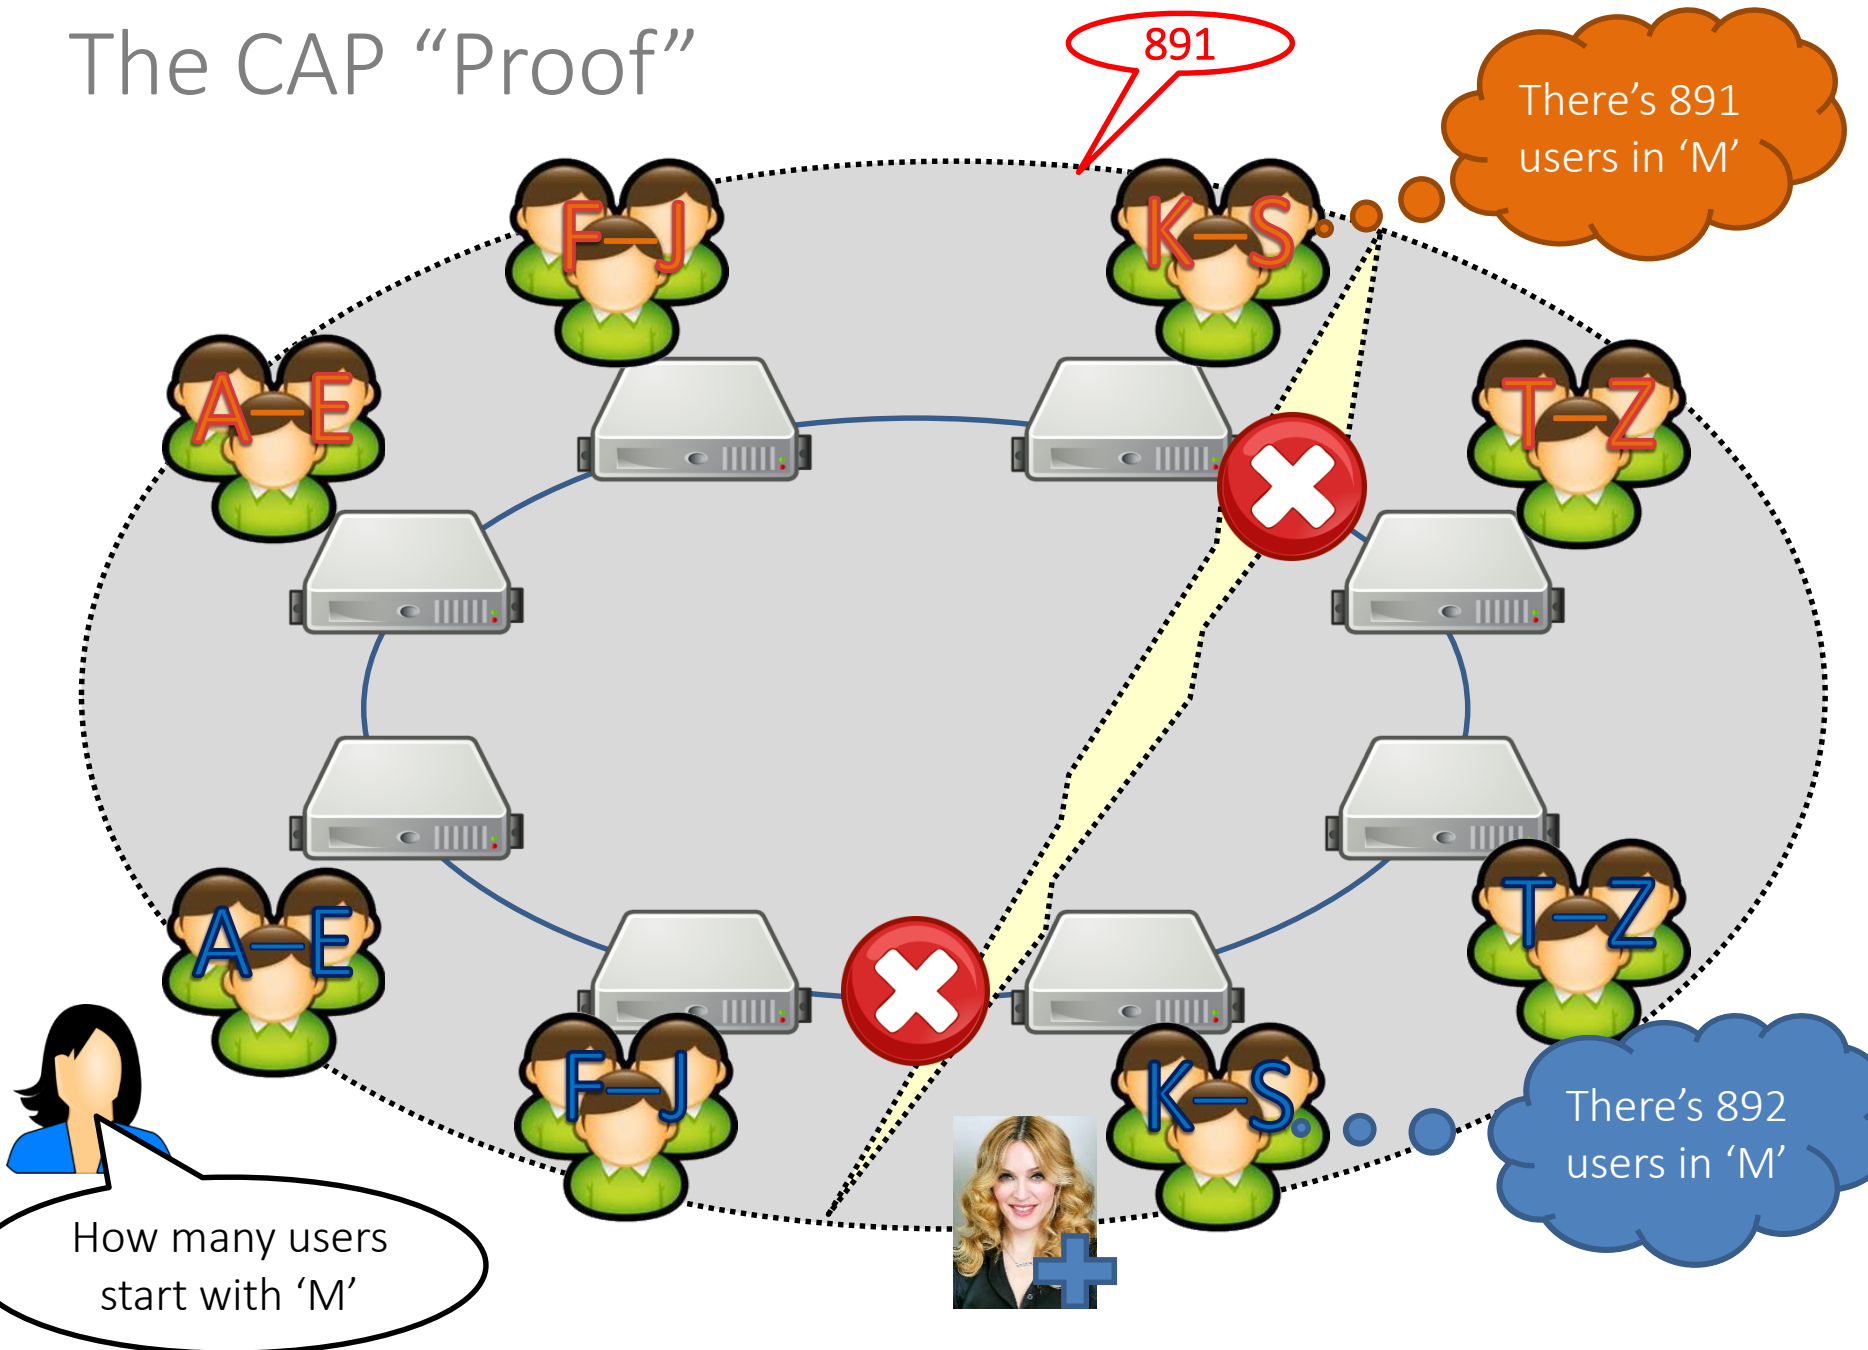 The CAP “Proof”
891
There’s 891
users in ‘M’
F–J
K–S
A–E
T–Z
A–E
T–Z
F–J
K–S
There’s 892
users in ‘M’
How many users
start with ‘M’